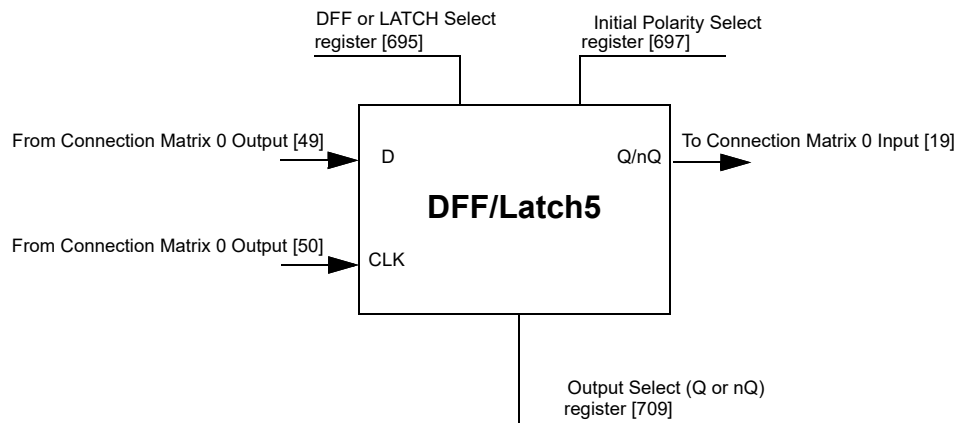 DFF or LATCH Select
register [695]
Initial Polarity Select
register [697]
From Connection Matrix 0 Output [49]
To Connection Matrix 0 Input [19]
D
Q/nQ
DFF/Latch5
From Connection Matrix 0 Output [50]
CLK
Output Select (Q or nQ)
register [709]